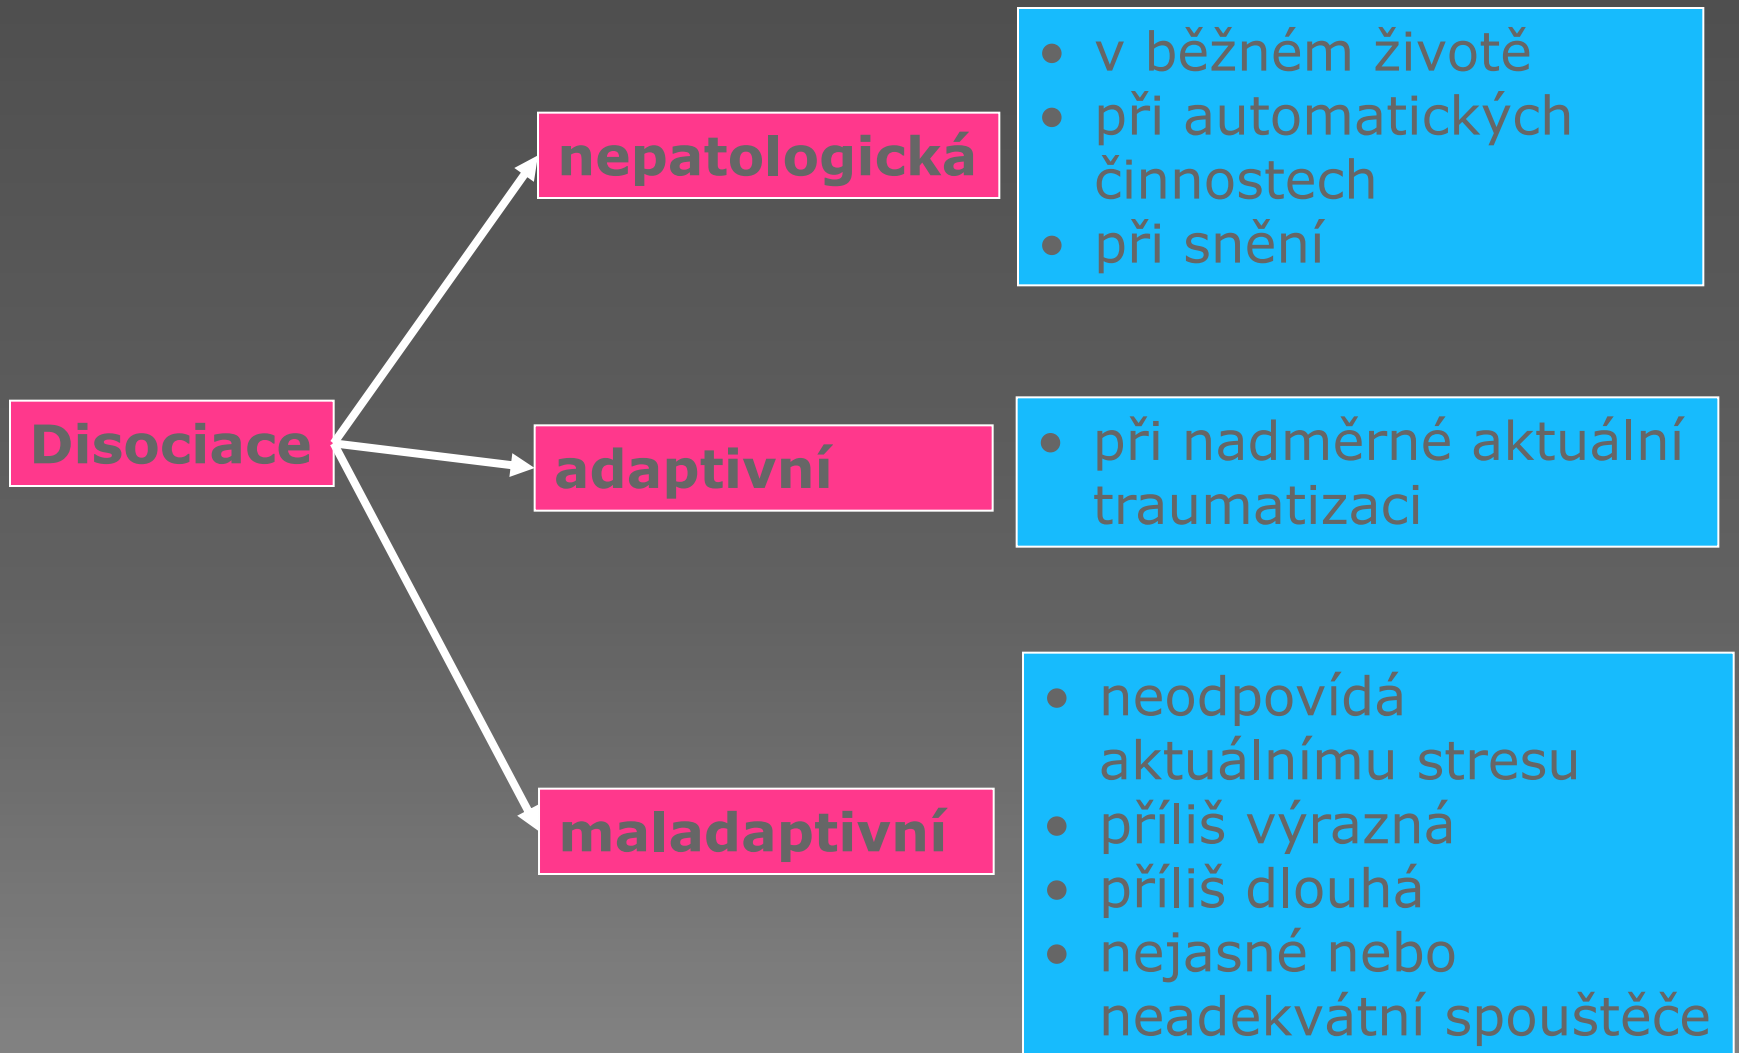 Disociace
nepatologická
• v běžném životě
• při automatických
činnostech
• při snění
adaptivní
• při nadměrné aktuální
traumatizaci
maladaptivní
• neodpovídá
aktuálnímu stresu
• příliš výrazná
• příliš dlouhá
• nejasné nebo
neadekvátní spouštěče